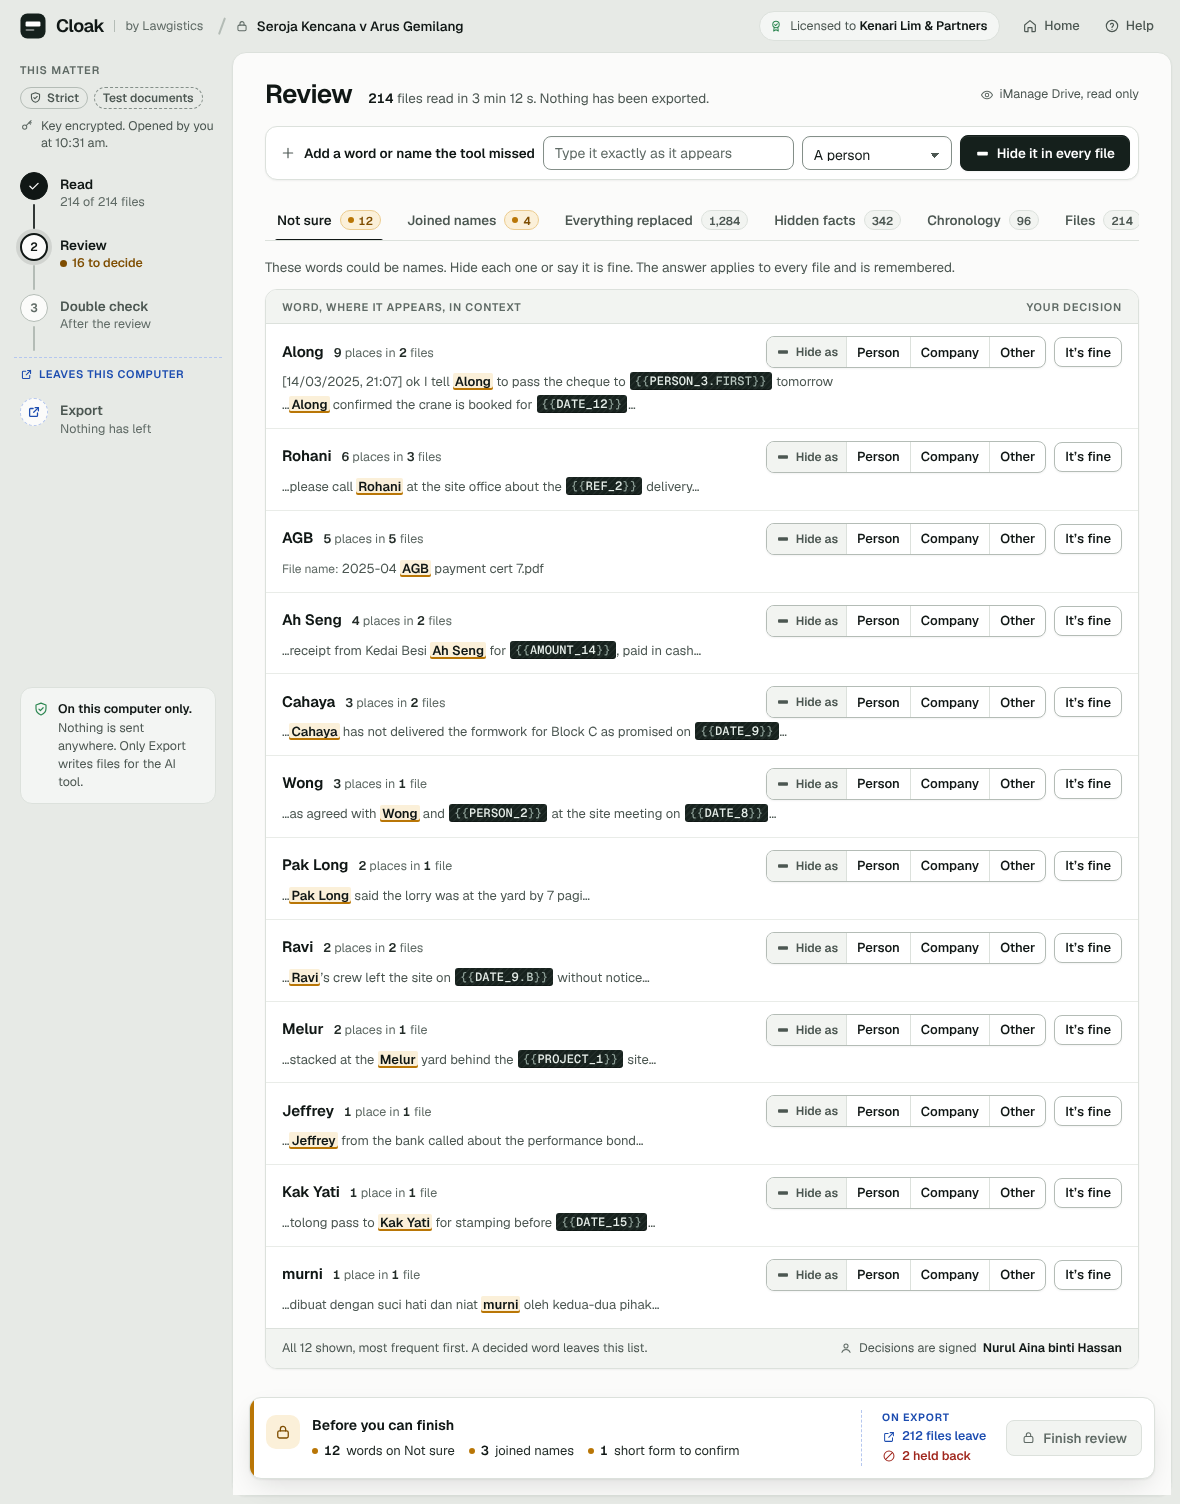 Cloak by Lawgistics / Seroja Kencana v Arus Gemilang
Licensed to Kenari Lim & Partners
Home
Help
THIS MATTER
Strict
Test documents
Key encrypted. Opened by you
at 10:31 am.
Read
214 of 214 files
2
Review
16 to decide
3
Double check
After the review
LEAVES THIS COMPUTER
Export
Nothing has left
On this computer only.
Nothing is sent
anywhere. Only Export
writes files for the AI
tool.
Review 214 files read in 3 min 12 s. Nothing has been exported.
iManage Drive, read only
Add a word or name the tool missed
Type it exactly as it appears
A person
Hide it in every file
Not sure 12
Joined names 4
Everything replaced 1,284
Hidden facts 342
Chronology 96
Files 214
These words could be names. Hide each one or say it is fine. The answer applies to every file and is remembered.
WORD, WHERE IT APPEARS, IN CONTEXT YOUR DECISION
Along 9 places in 2 files Hide as Person Company Other It's fine
[14/03/2025, 21:07] ok I tell Along to pass the cheque to {{PERSON_3.FIRST}} tomorrow
…Along confirmed the crane is booked for {{DATE_12}}…
Rohani 6 places in 3 files Hide as Person Company Other It's fine
…please call Rohani at the site office about the {{REF_2}} delivery…
AGB 5 places in 5 files Hide as Person Company Other It's fine
File name: 2025-04 AGB payment cert 7.pdf
Ah Seng 4 places in 2 files Hide as Person Company Other It's fine
…receipt from Kedai Besi Ah Seng for {{AMOUNT_14}}, paid in cash…
Cahaya 3 places in 2 files Hide as Person Company Other It's fine
…Cahaya has not delivered the formwork for Block C as promised on {{DATE_9}}…
Wong 3 places in 1 file Hide as Person Company Other It's fine
…as agreed with Wong and {{PERSON_2}} at the site meeting on {{DATE_8}}…
Pak Long 2 places in 1 file Hide as Person Company Other It's fine
…Pak Long said the lorry was at the yard by 7 pagi…
Ravi 2 places in 2 files Hide as Person Company Other It's fine
…Ravi's crew left the site on {{DATE_9.B}} without notice…
Melur 2 places in 1 file Hide as Person Company Other It's fine
…stacked at the Melur yard behind the {{PROJECT_1}} site…
Jeffrey 1 place in 1 file Hide as Person Company Other It's fine
…Jeffrey from the bank called about the performance bond…
Kak Yati 1 place in 1 file Hide as Person Company Other It's fine
…tolong pass to Kak Yati for stamping before {{DATE_15}}…
murni 1 place in 1 file Hide as Person Company Other It's fine
…dibuat dengan suci hati dan niat murni oleh kedua-dua pihak…
All 12 shown, most frequent first. A decided word leaves this list. Decisions are signed Nurul Aina binti Hassan
Before you can finish
12 words on Not sure 3 joined names 1 short form to confirm
ON EXPORT
212 files leave
2 held back
Finish review